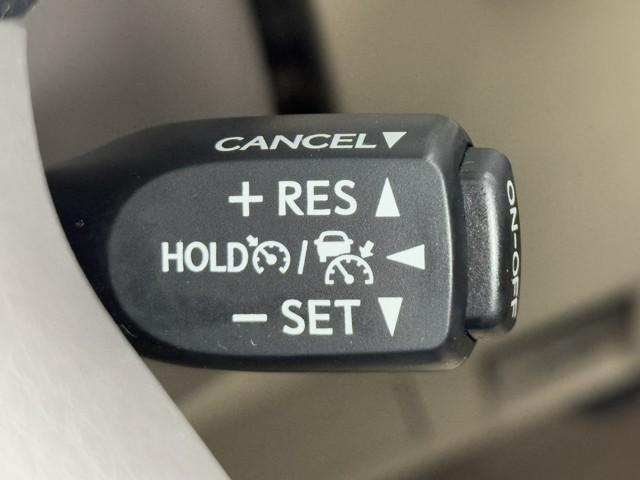 CANCEL▼
+ RES ▲
HOLD / ◀
− SET ▼
ON-OFF